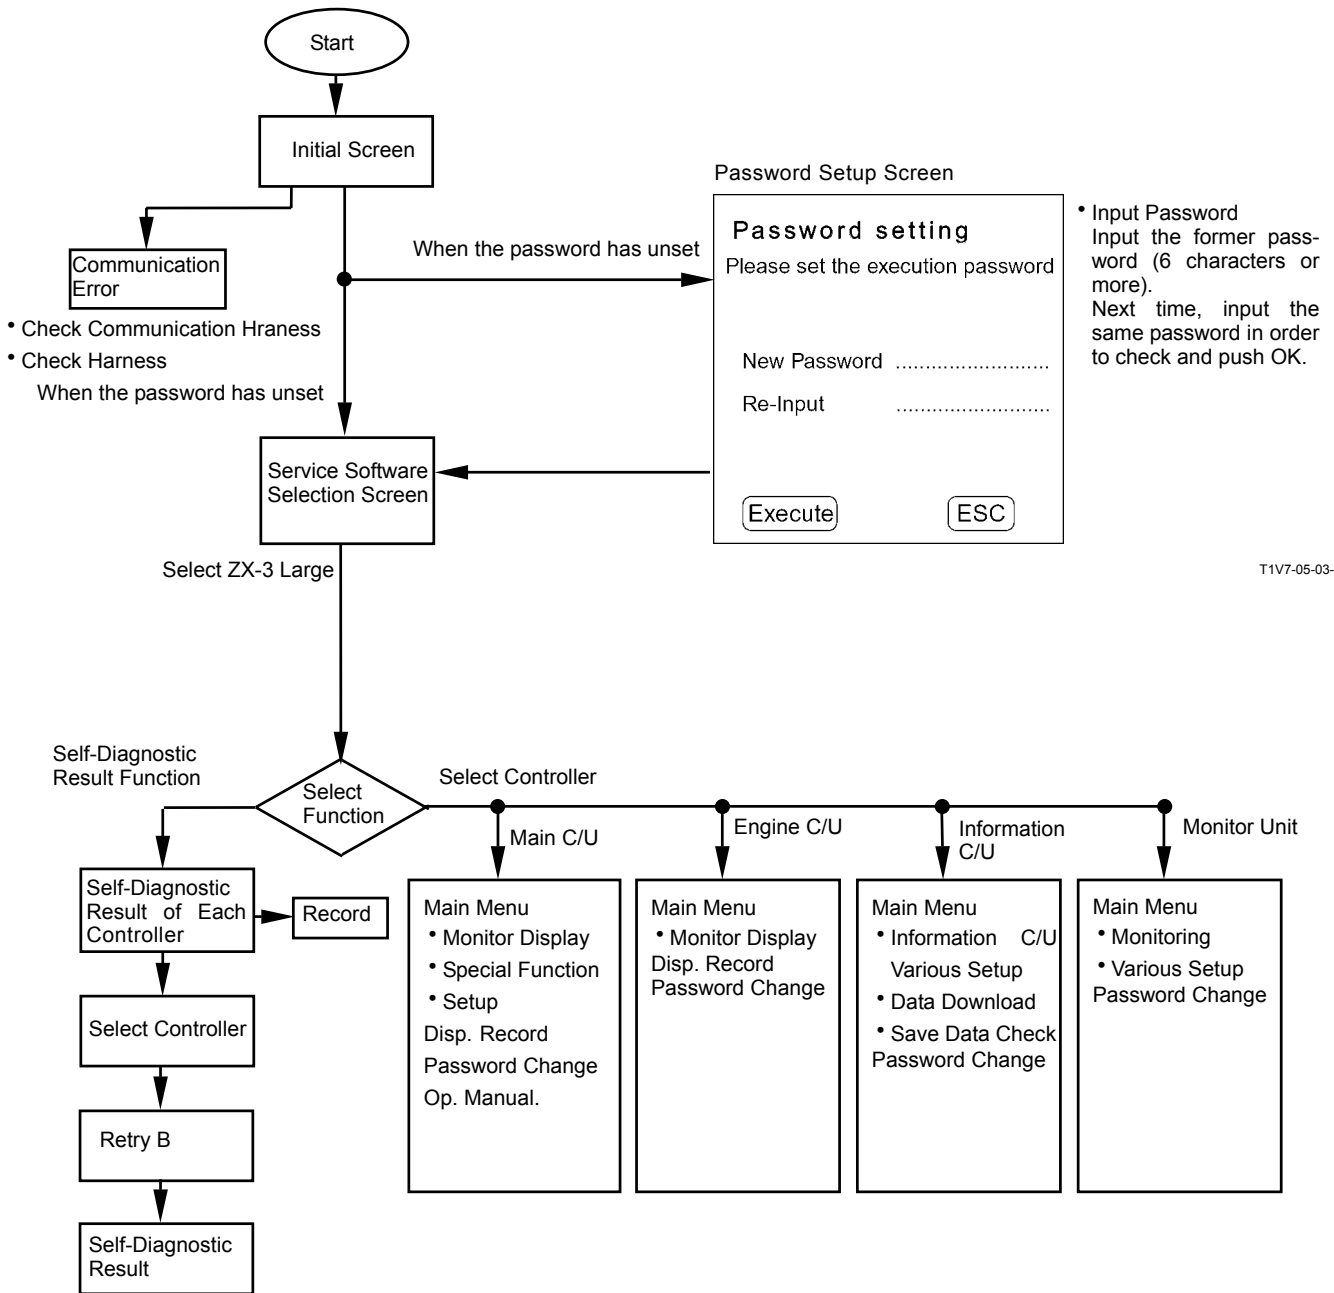 Start
Initial Screen
Communication
Error
• Check Communication Hraness
• Check Harness
When the password has unset
When the password has unset
Password Setup Screen
Password setting
Please set the execution password
New Password ..........................
Re-Input ..........................
Execute
ESC
• Input Password
Input the former pass-
word (6 characters or
more).
Next time, input the
same password in order
to check and push OK.
Service Software
Selection Screen
Select ZX-3 Large
T1V7-05-03-
Self-Diagnostic
Result Function
Select
Function
Select Controller
Main C/U
Engine C/U
Information
C/U
Monitor Unit
Self-Diagnostic
Result of Each
Controller
Record
Select Controller
Retry B
Self-Diagnostic
Result
Main Menu
• Monitor Display
• Special Function
• Setup
Disp. Record
Password Change
Op. Manual.
Main Menu
• Monitor Display
Disp. Record
Password Change
Main Menu
• Information C/U
Various Setup
• Data Download
• Save Data Check
Password Change
Main Menu
• Monitoring
• Various Setup
Password Change